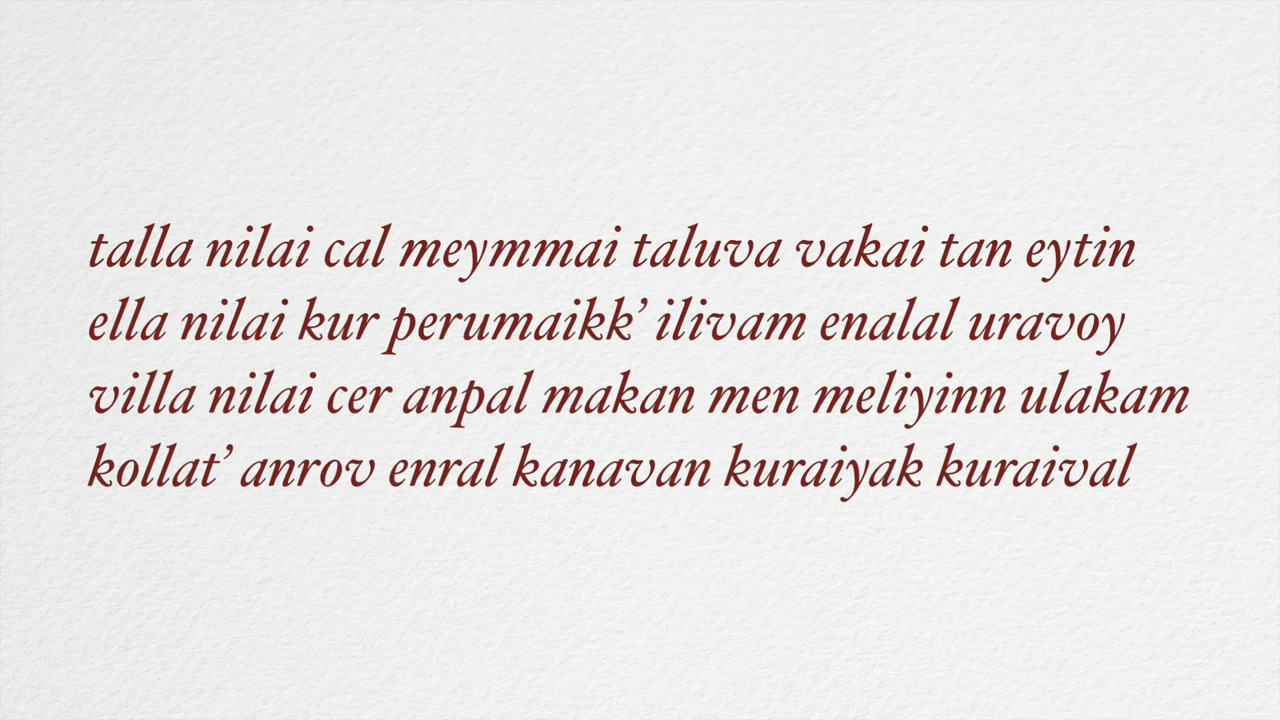 talla nilai cal meymmai taluva vakai tan eytin
ella nilai kur perumaikk’ ilivam enalal uravoy
villa nilai cer anpal makan men meliyinn ulakam
kollat’ anrov enral kanavan kuraiyak kuraival